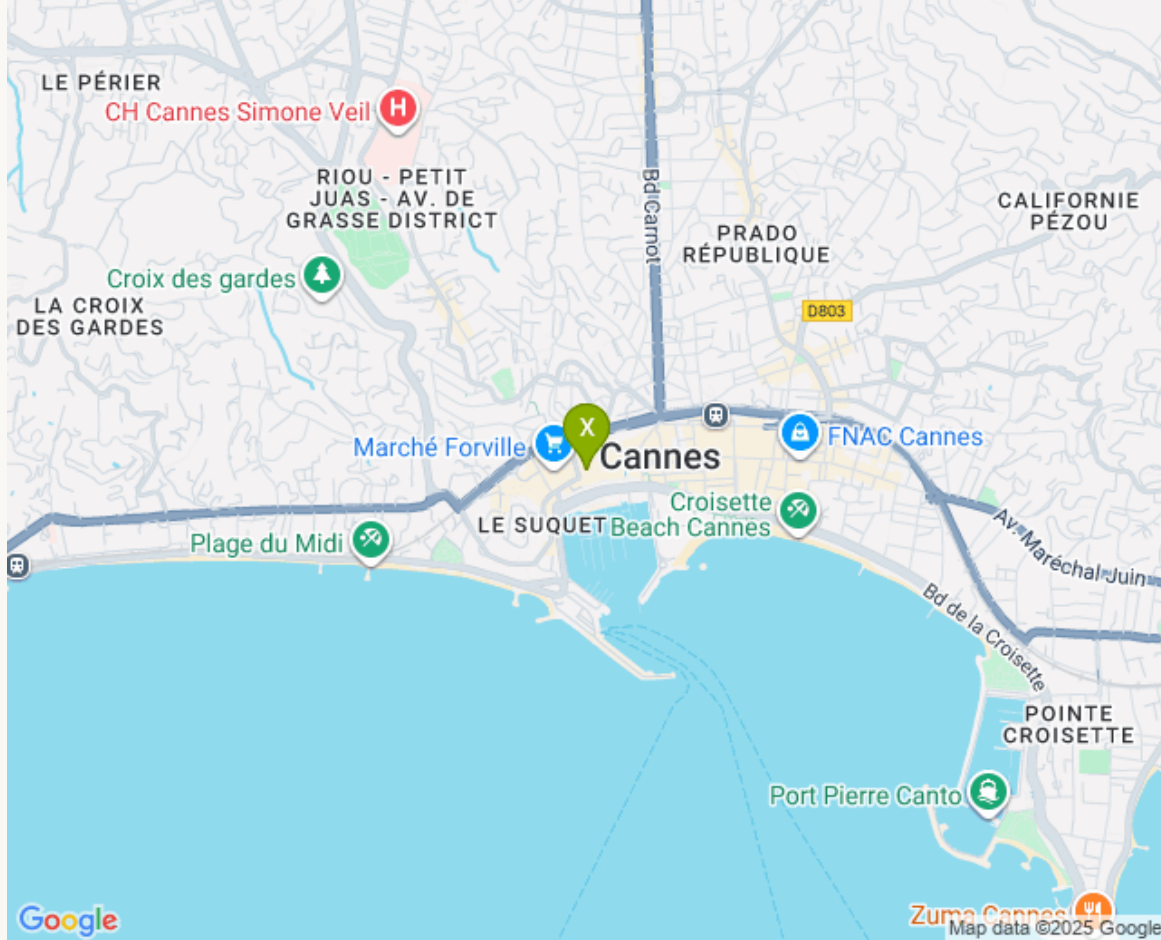 LE PÉRIER
CH Cannes Simone Veil
H
RIOU - PETIT
JUAS - AV. DE
GRASSE DISTRICT
Bd Carnot
CALIFORNIE
PÉZOU
PRADO
RÉPUBLIQUE
Croix des gardes
LA CROIX
DES GARDES
D803
X
Marché Forville
Cannes
FNAC Cannes
Croisette
Beach Cannes
LE SUQUET
Plage du Midi
Av. Maréchal Juin
Bd de la Croisette
POINTE
CROISETTE
Port Pierre Canto
Zuma Cannes
Google
Map data ©2025 Google